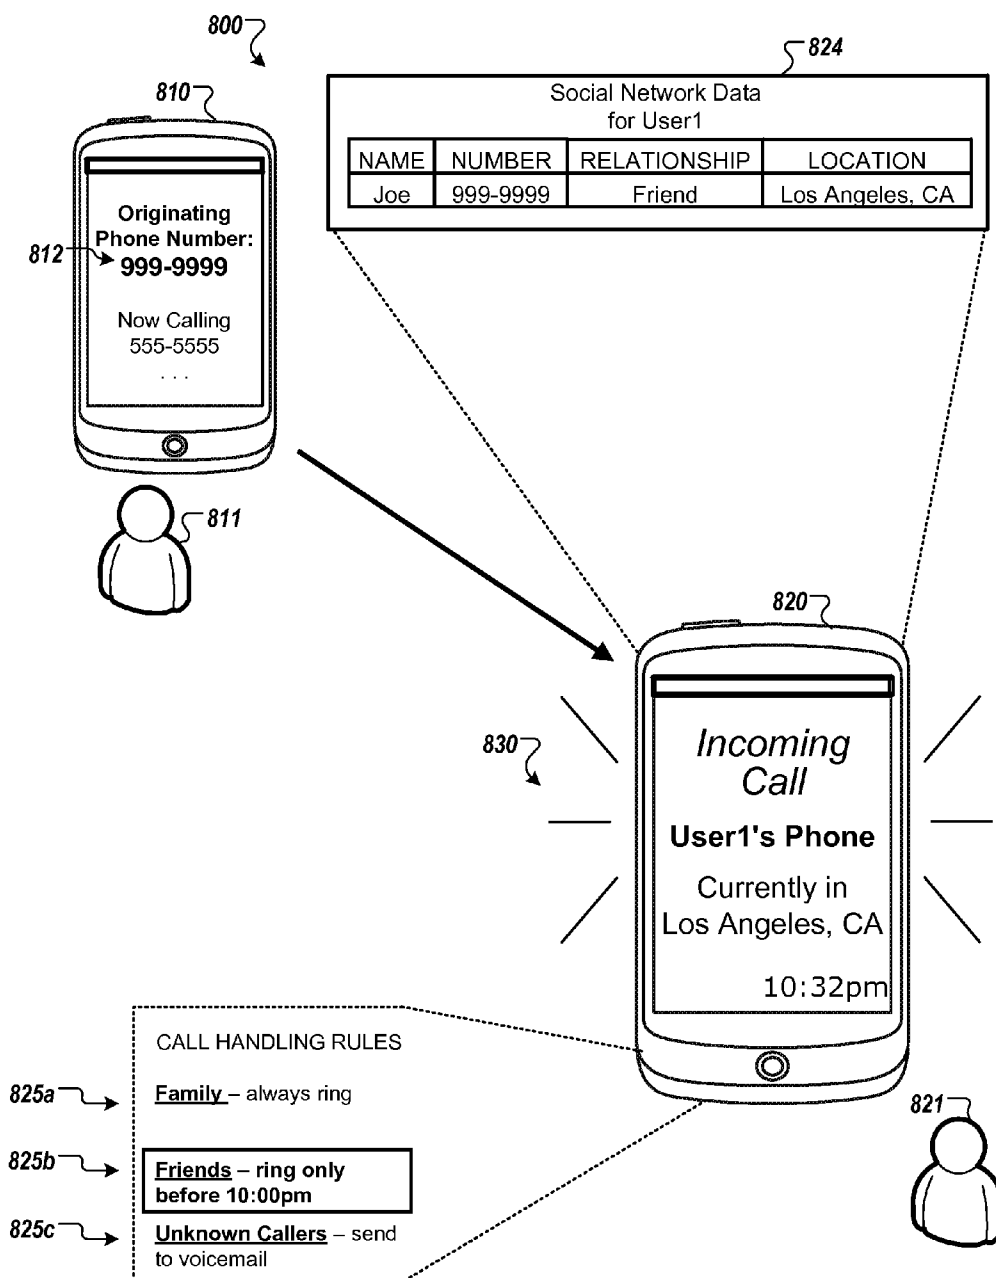 800
824
810
Social Network Data
for User1
NAME NUMBER RELATIONSHIP LOCATION
Joe 999-9999 Friend Los Angeles, CA
Originating
Phone Number:
812
999-9999
Now Calling
555-5555
. . .
811
820
830
Incoming
Call
User1's Phone
Currently in
Los Angeles, CA
10:32pm
CALL HANDLING RULES
825a
Family – always ring
821
825b
Friends – ring only
before 10:00pm
825c
Unknown Callers – send
to voicemail